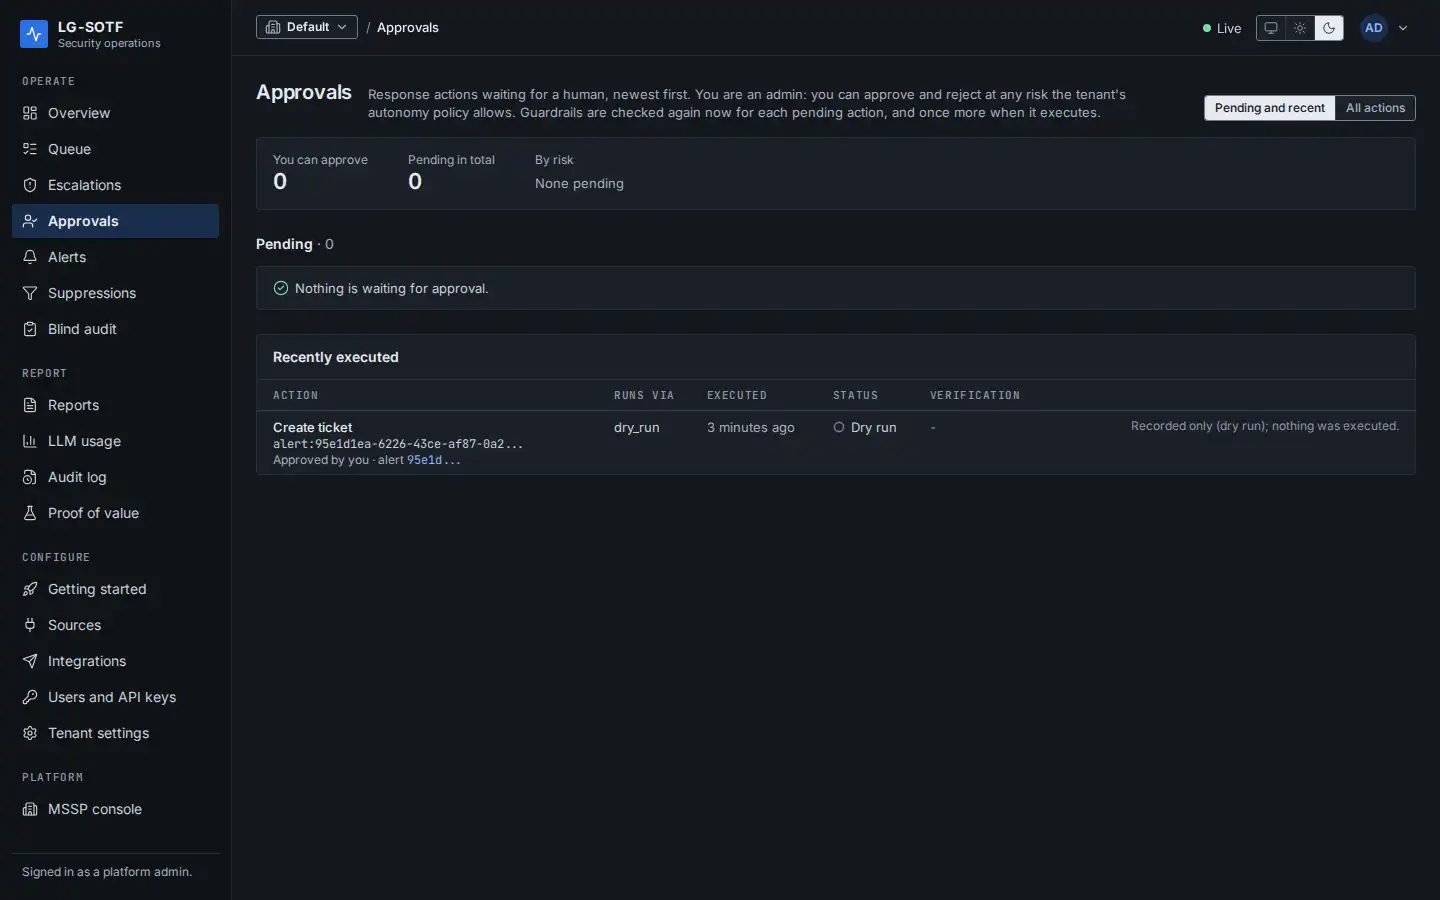 LG-SOTF
Security operations
OPERATE
Overview
Queue
Escalations
Approvals
Alerts
Suppressions
Blind audit
REPORT
Reports
LLM usage
Audit log
Proof of value
CONFIGURE
Getting started
Sources
Integrations
Users and API keys
Tenant settings
PLATFORM
MSSP console
Signed in as a platform admin.
Default / Approvals
Live
AD
Approvals
Response actions waiting for a human, newest first. You are an admin: you can approve and reject at any risk the tenant's
autonomy policy allows. Guardrails are checked again now for each pending action, and once more when it executes.
Pending and recent All actions
You can approve Pending in total By risk
0 0 None pending
Pending · 0
Nothing is waiting for approval.
Recently executed
ACTION RUNS VIA EXECUTED STATUS VERIFICATION
Create ticket dry_run 3 minutes ago Dry run - Recorded only (dry run); nothing was executed.
alert:95e1d1ea-6226-43ce-af87-0a2...
Approved by you · alert 95e1d...